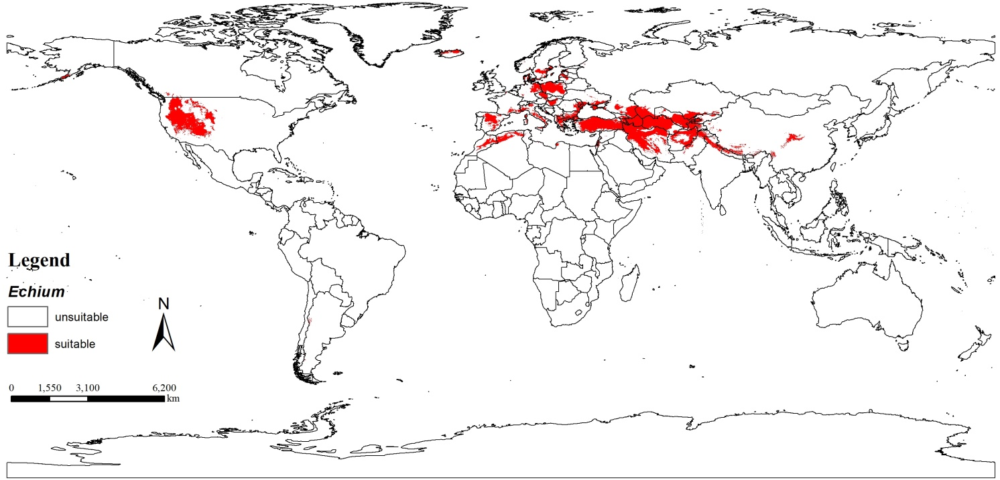 Legend
Echium
N
unsuitable
suitable
0 1,550 3,100 6,200
km